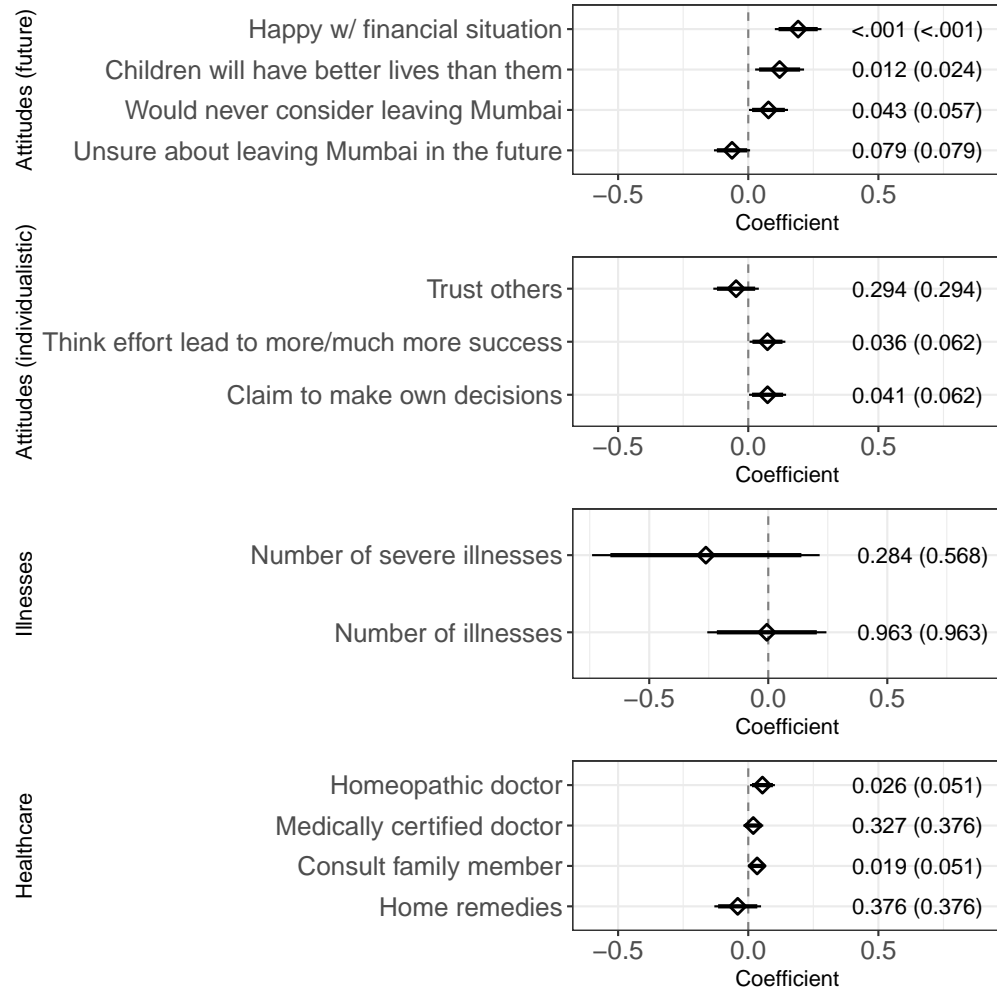 Attitudes (future)
Happy w/ financial situation <.001 (<.001)
Children will have better lives than them 0.012 (0.024)
Would never consider leaving Mumbai 0.043 (0.057)
Unsure about leaving Mumbai in the future 0.079 (0.079)
−0.5 0.0 0.5
Coefficient
Attitudes (individualistic)
Trust others 0.294 (0.294)
Think effort lead to more/much more success 0.036 (0.062)
Claim to make own decisions 0.041 (0.062)
−0.5 0.0 0.5
Coefficient
Illnesses
Number of severe illnesses 0.284 (0.568)
Number of illnesses 0.963 (0.963)
−0.5 0.0 0.5
Coefficient
Healthcare
Homeopathic doctor 0.026 (0.051)
Medically certified doctor 0.327 (0.376)
Consult family member 0.019 (0.051)
Home remedies 0.376 (0.376)
−0.5 0.0 0.5
Coefficient